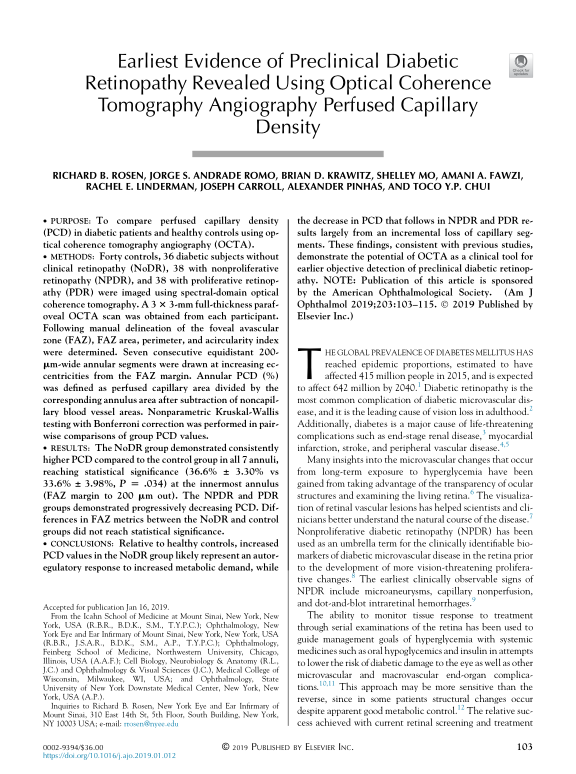 Earliest Evidence of Preclinical Diabetic
Retinopathy Revealed Using Optical Coherence
Tomography Angiography Perfused Capillary
Density
RICHARD B. ROSEN, JORGE S. ANDRADE ROMO, BRIAN D. KRAWITZ, SHELLEY MO, AMANI A. FAWZI,
RACHEL E. LINDERMAN, JOSEPH CARROLL, ALEXANDER PINHAS, AND TOCO Y.P. CHUI
• PURPOSE: To compare perfused capillary density
(PCD) in diabetic patients and healthy controls using op-
tical coherence tomography angiography (OCTA).
• METHODS: Forty controls, 36 diabetic subjects without
clinical retinopathy (NoDR), 38 with nonproliferative
retinopathy (NPDR), and 38 with proliferative retinop-
athy (PDR) were imaged using spectral-domain optical
coherence tomography. A 3 × 3-mm full-thickness paraf-
oveal OCTA scan was obtained from each participant.
Following manual delineation of the foveal avascular
zone (FAZ), FAZ area, perimeter, and acircularity index
were determined. Seven consecutive equidistant 200-
μm-wide annular segments were drawn at increasing ec-
centricities from the FAZ margin. Annular PCD (%)
was defined as perfused capillary area divided by the
corresponding annulus area after subtraction of noncapil-
lary blood vessel areas. Nonparametric Kruskal-Wallis
testing with Bonferroni correction was performed in pair-
wise comparisons of group PCD values.
• RESULTS: The NoDR group demonstrated consistently
higher PCD compared to the control group in all 7 annuli,
reaching statistical significance (36.6% ± 3.30% vs
33.6% ± 3.98%, P = .034) at the innermost annulus
(FAZ margin to 200 μm out). The NPDR and PDR
groups demonstrated progressively decreasing PCD. Dif-
ferences in FAZ metrics between the NoDR and control
groups did not reach statistical significance.
• CONCLUSIONS: Relative to healthy controls, increased
PCD values in the NoDR group likely represent an autor-
egulatory response to increased metabolic demand, while
the decrease in PCD that follows in NPDR and PDR re-
sults largely from an incremental loss of capillary seg-
ments. These findings, consistent with previous studies,
demonstrate the potential of OCTA as a clinical tool for
earlier objective detection of preclinical diabetic retinop-
athy. NOTE: Publication of this article is sponsored
by the American Ophthalmological Society. (Am J
Ophthalmol 2019;203:103–115. © 2019 Published by
Elsevier Inc.)
THE GLOBAL PREVALENCE OF DIABETES MELLITUS HAS
reached epidemic proportions, estimated to have
affected 415 million people in 2015, and is expected
to affect 642 million by 2040.1 Diabetic retinopathy is the
most common complication of diabetic microvascular dis-
ease, and it is the leading cause of vision loss in adulthood.2
Additionally, diabetes is a major cause of life-threatening
complications such as end-stage renal disease,3 myocardial
infarction, stroke, and peripheral vascular disease.4,5
Many insights into the microvascular changes that occur
from long-term exposure to hyperglycemia have been
gained from taking advantage of the transparency of ocular
structures and examining the living retina.6 The visualiza-
tion of retinal vascular lesions has helped scientists and cli-
nicians better understand the natural course of the disease.7
Nonproliferative diabetic retinopathy (NPDR) has been
used as an umbrella term for the clinically identifiable bio-
markers of diabetic microvascular disease in the retina prior
to the development of more vision-threatening prolifera-
tive changes.8 The earliest clinically observable signs of
NPDR include microaneurysms, capillary nonperfusion,
and dot-and-blot intraretinal hemorrhages.9
The ability to monitor tissue response to treatment
through serial examinations of the retina has been used to
guide management goals of hyperglycemia with systemic
medicines such as oral hypoglycemics and insulin in attempts
to lower the risk of diabetic damage to the eye as well as other
microvascular and macrovascular end-organ complica-
tions.10,11 This approach may be more sensitive than the
reverse, since in some patients structural changes occur
despite apparent good metabolic control.12 The relative suc-
cess achieved with current retinal screening and treatment
Accepted for publication Jan 16, 2019.
From the Icahn School of Medicine at Mount Sinai, New York, New
York, USA (R.B.R., B.D.K., S.M., T.Y.P.C.); Ophthalmology, New
York Eye and Ear Infirmary of Mount Sinai, New York, New York, USA
(R.B.R., J.S.A.R., B.D.K., S.M., A.P., T.Y.P.C.); Ophthalmology,
Feinberg School of Medicine, Northwestern University, Chicago,
Illinois, USA (A.A.F.); Cell Biology, Neurobiology & Anatomy (R.L.,
J.C.) and Ophthalmology & Visual Sciences (J.C.), Medical College of
Wisconsin, Milwaukee, WI, USA; and Ophthalmology, State
University of New York Downstate Medical Center, New York, New
York, USA (A.P.).
Inquiries to Richard B. Rosen, New York Eye and Ear Infirmary of
Mount Sinai, 310 East 14th St, 5th Floor, South Building, New York,
NY 10003 USA; e-mail: rrosen@nyee.edu
0002-9394/$36.00
https://doi.org/10.1016/j.ajo.2019.01.012
© 2019 PUBLISHED BY ELSEVIER INC.
103